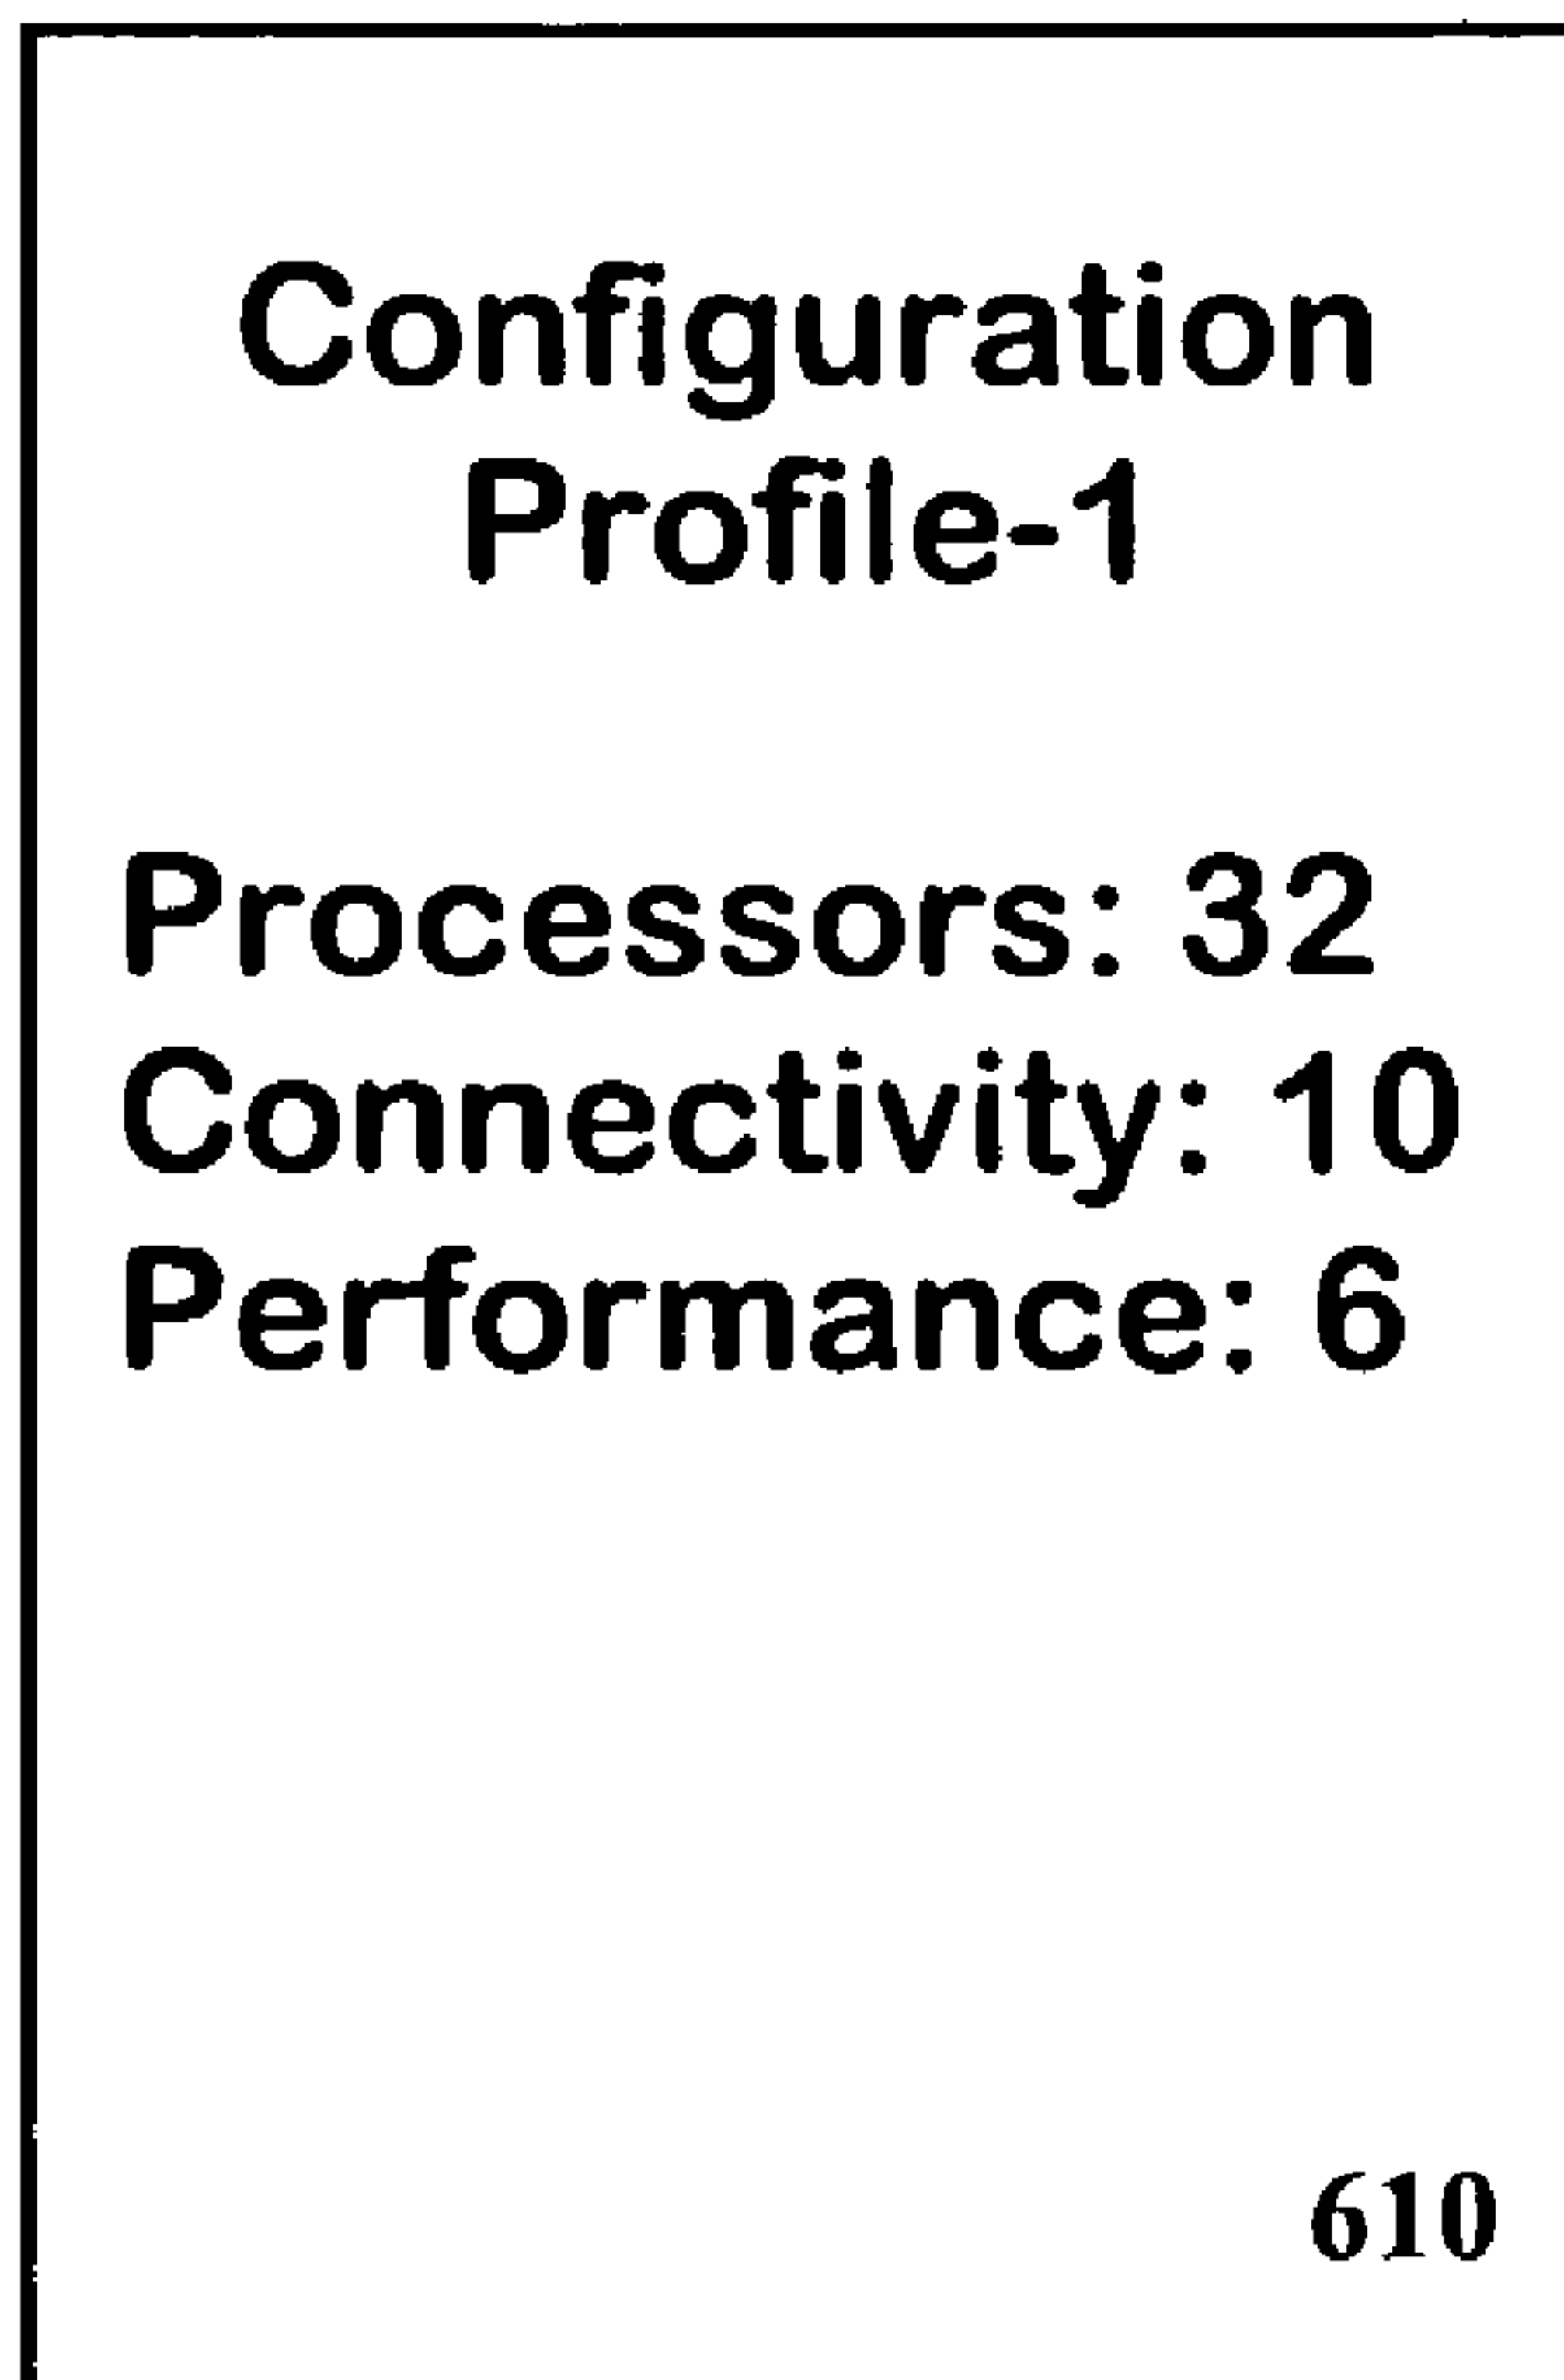 Configuration
Profile-1
Processors: 32
Connectivity: 10
Performance: 6
610